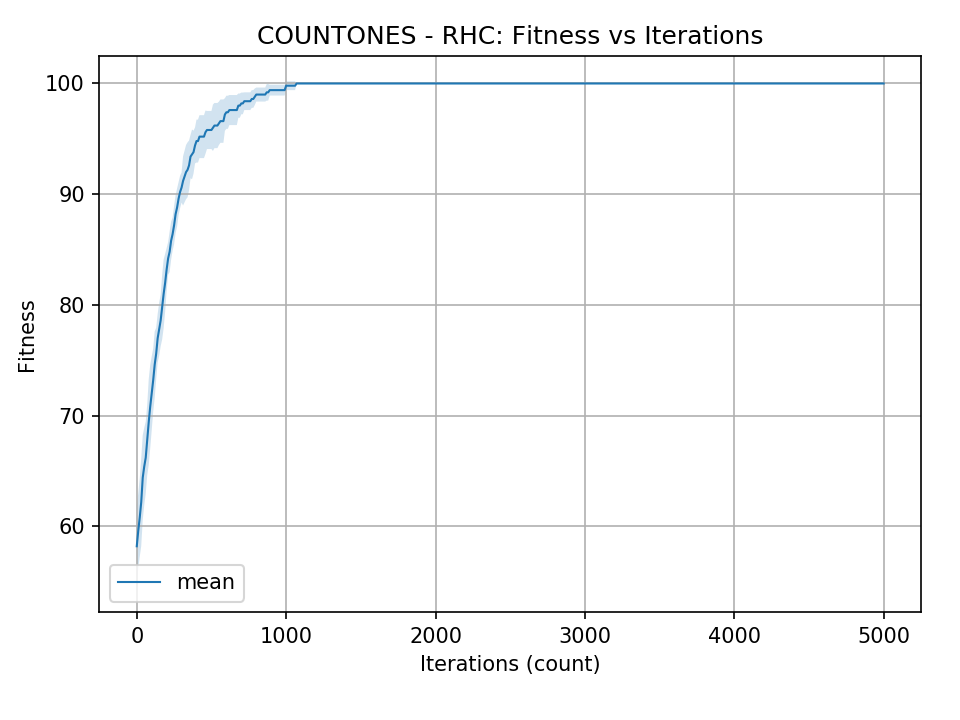 COUNTONES - RHC: Fitness vs Iterations
100
90
80
70
60
Fitness
mean
0 1000 2000 3000 4000 5000
Iterations (count)